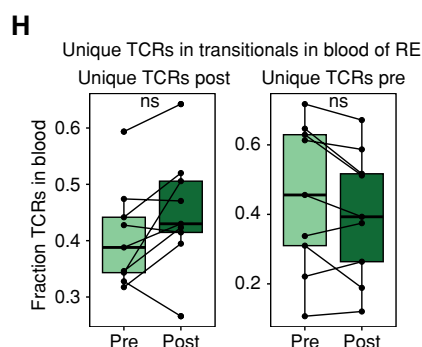 H
Unique TCRs in transitionals in blood of RE
Unique TCRs post Unique TCRs pre
ns ns
Fraction TCRs in blood
0.6
0.5
0.4
0.3
0.6
0.4
0.2
Pre Post Pre Post